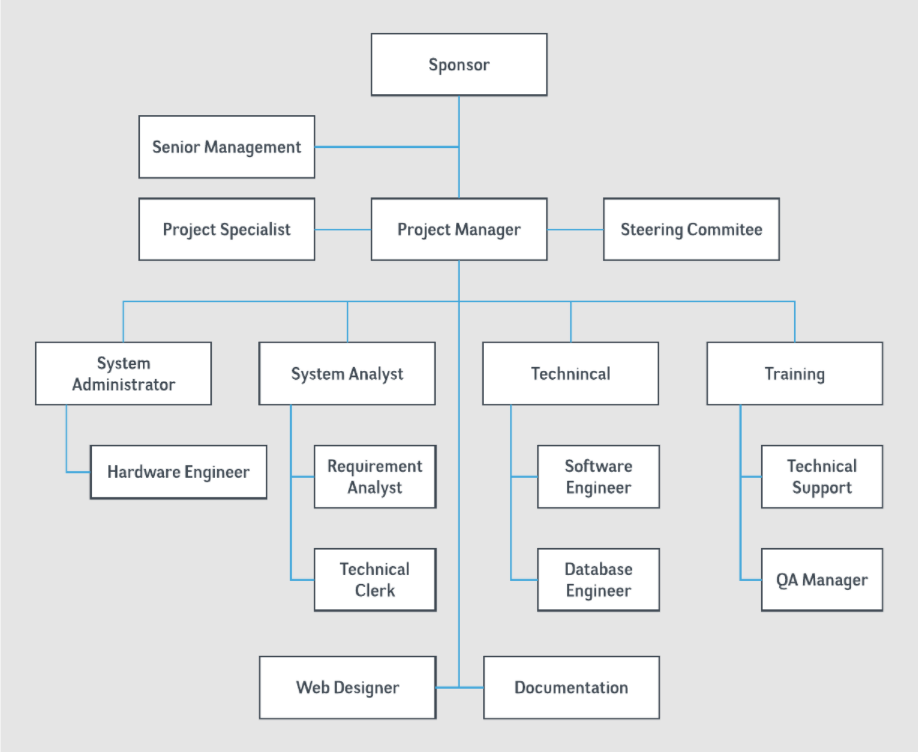 Sponsor
Senior Management
Project Specialist
Project Manager
Steering Commitee
System
Administrator
System Analyst
Technincal
Training
Hardware Engineer
Requirement
Analyst
Software
Engineer
Technical
Support
Technical
Clerk
Database
Engineer
QA Manager
Web Designer
Documentation